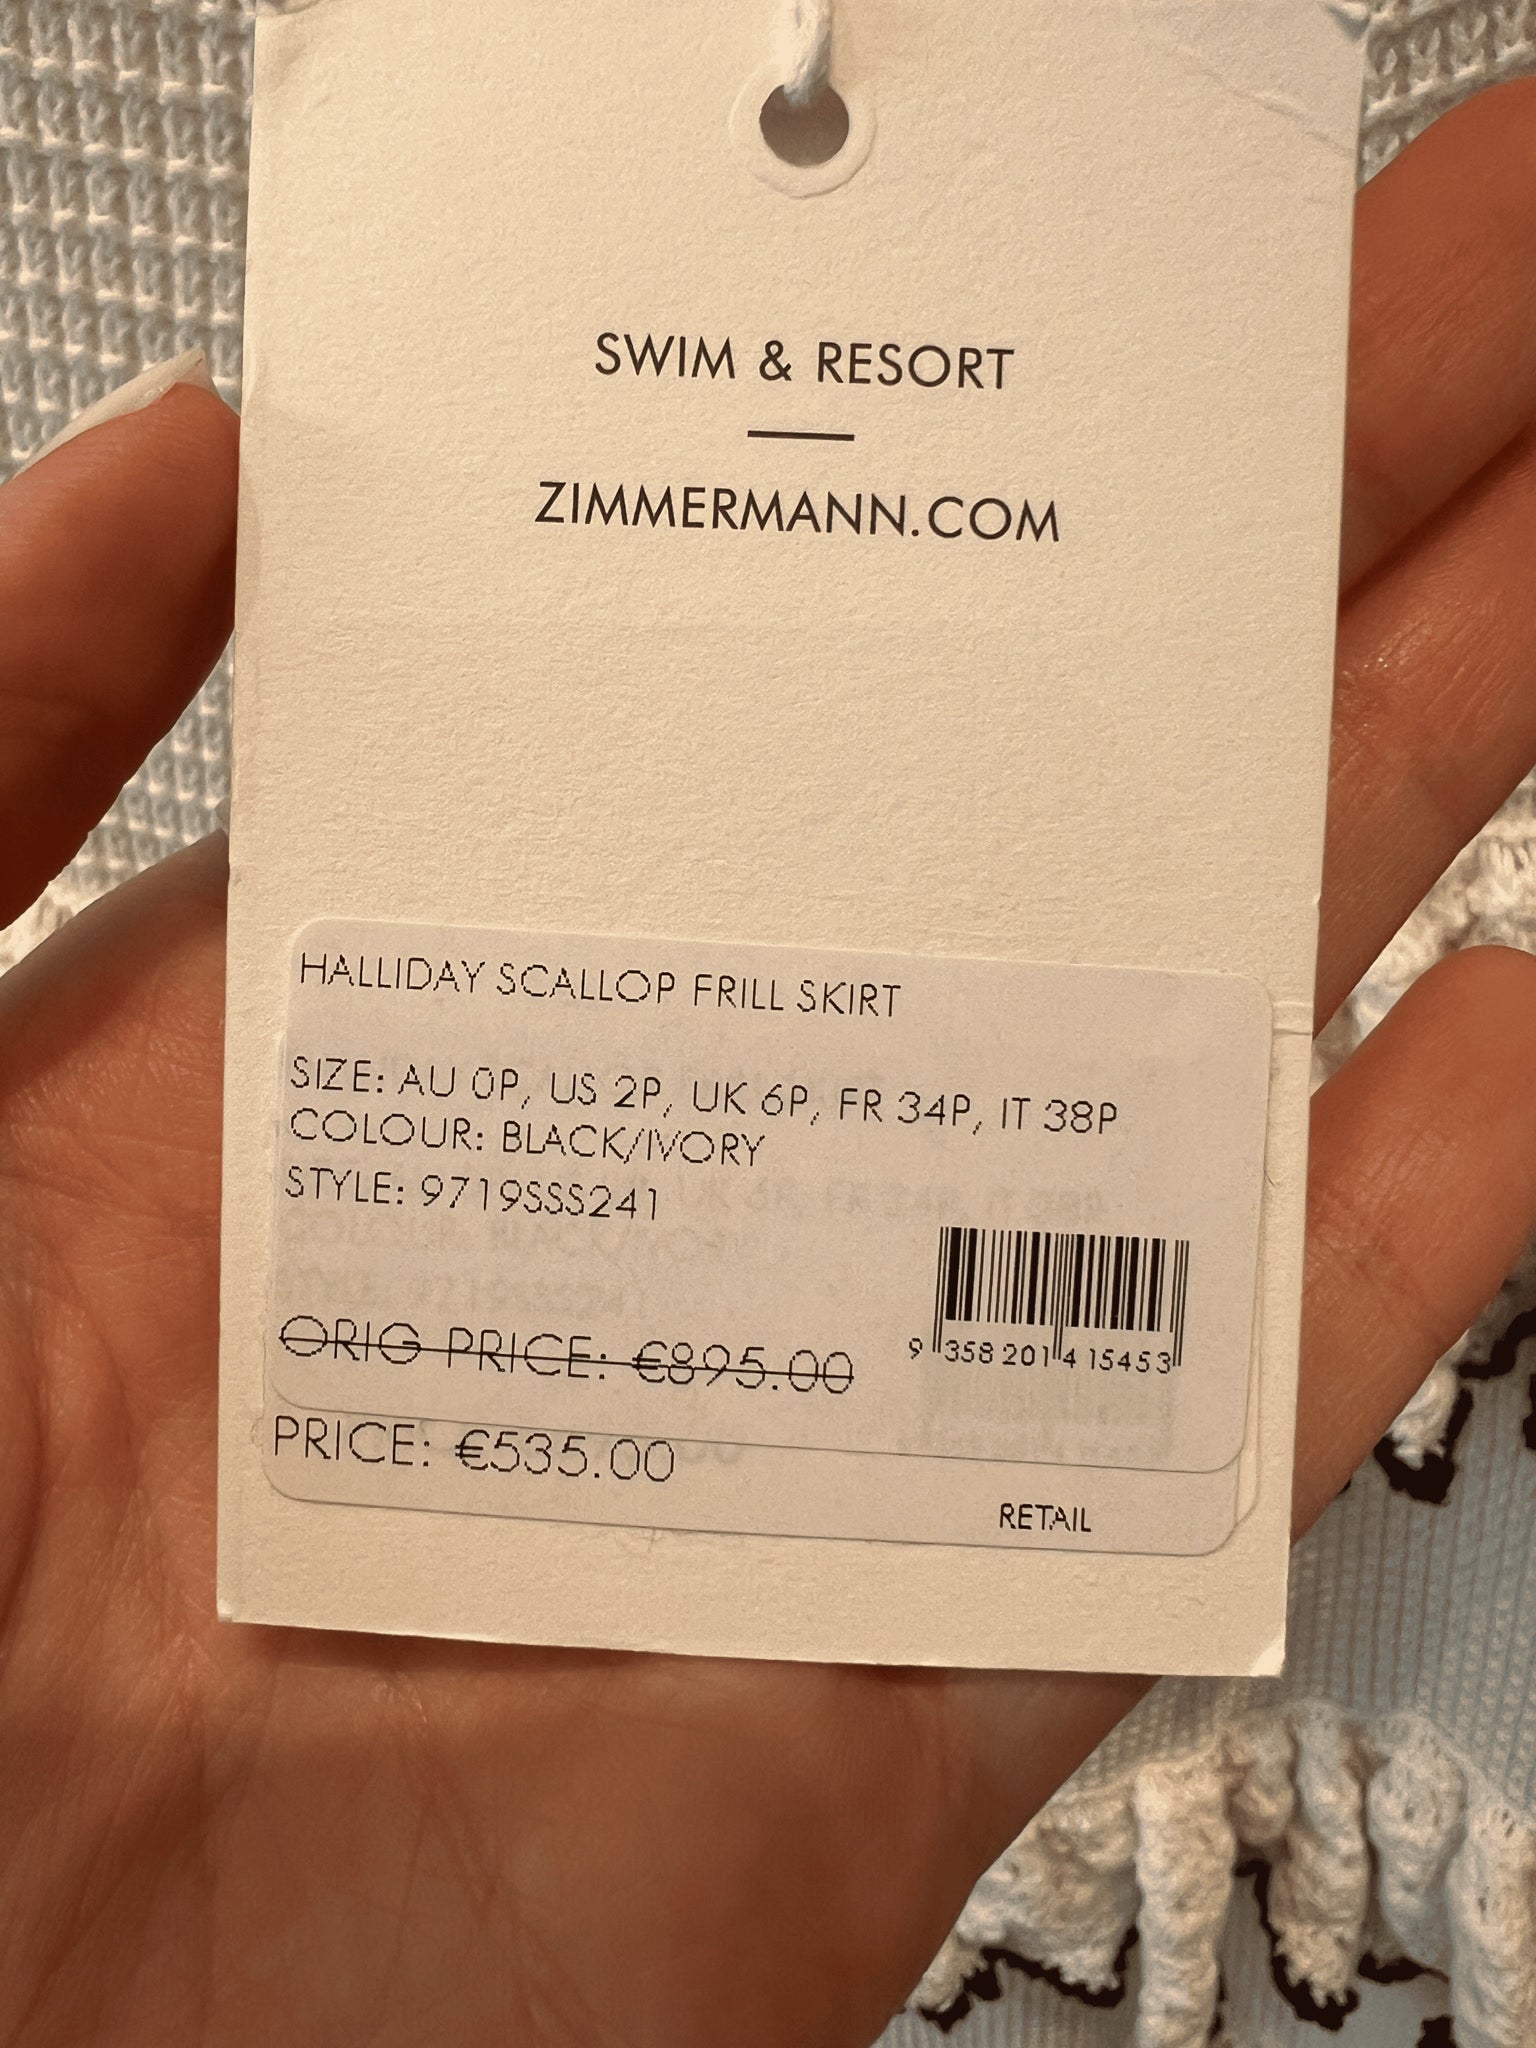 SWIM & RESORT
ZIMMERMANN.COM
HALLIDAY SCALLOP FRILL SKIRT
SIZE: AU 0P, US 2P, UK 6P, FR 34P, IT 38P
COLOUR: BLACK/IVORY
STYLE: 9719SSS241
ORIG PRICE: €895.00
9 358201 415453
PRICE: €535.00
RETAIL